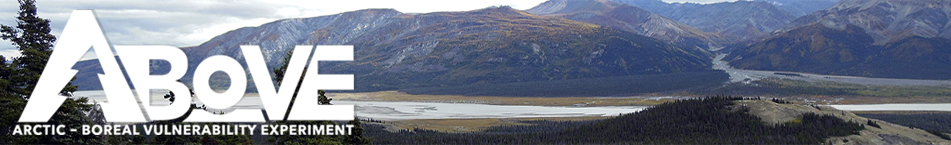 ABoVE
ARCTIC – BOREAL VULNERABILITY EXPERIMENT